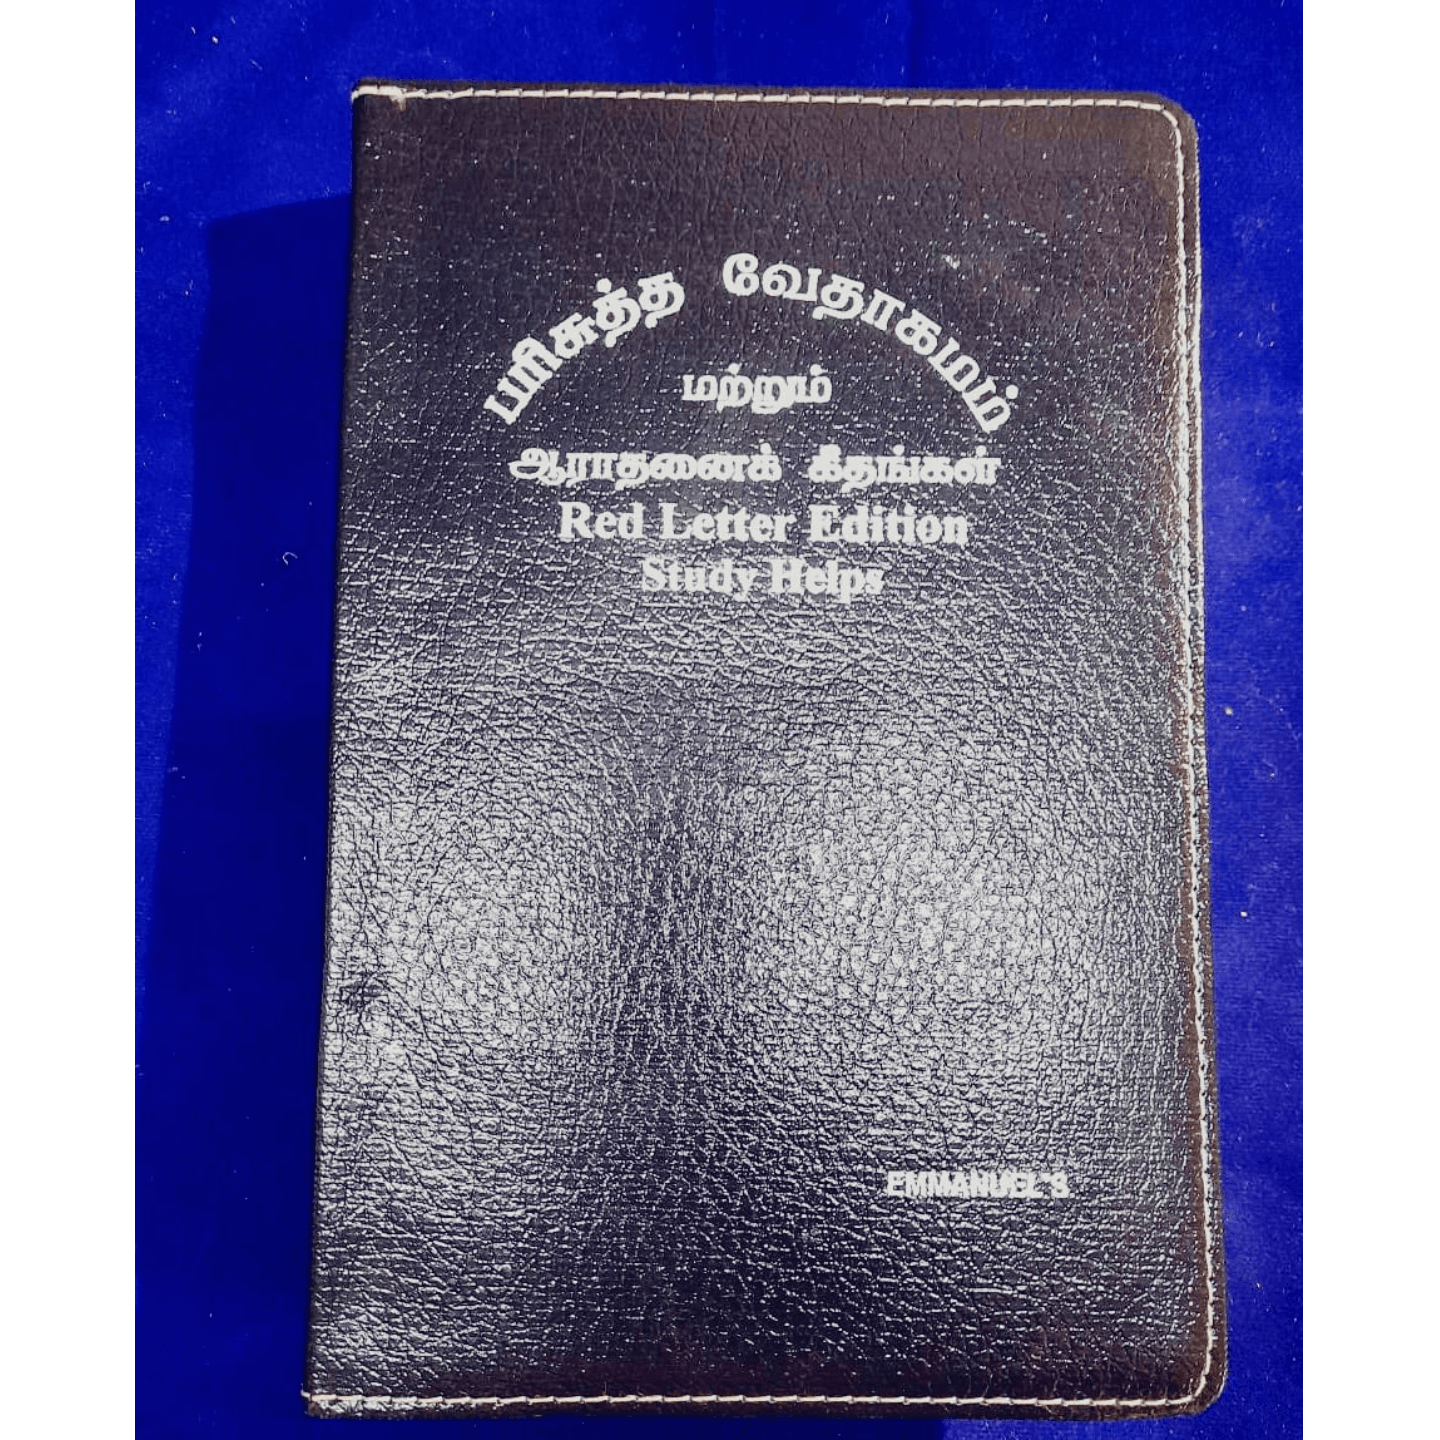 பரிசுத்த வேதாகமம்
மற்றும்
ஆராதனைக் கீதங்கள்
Red Letter Edition
Study Helps
EMMANUEL'S